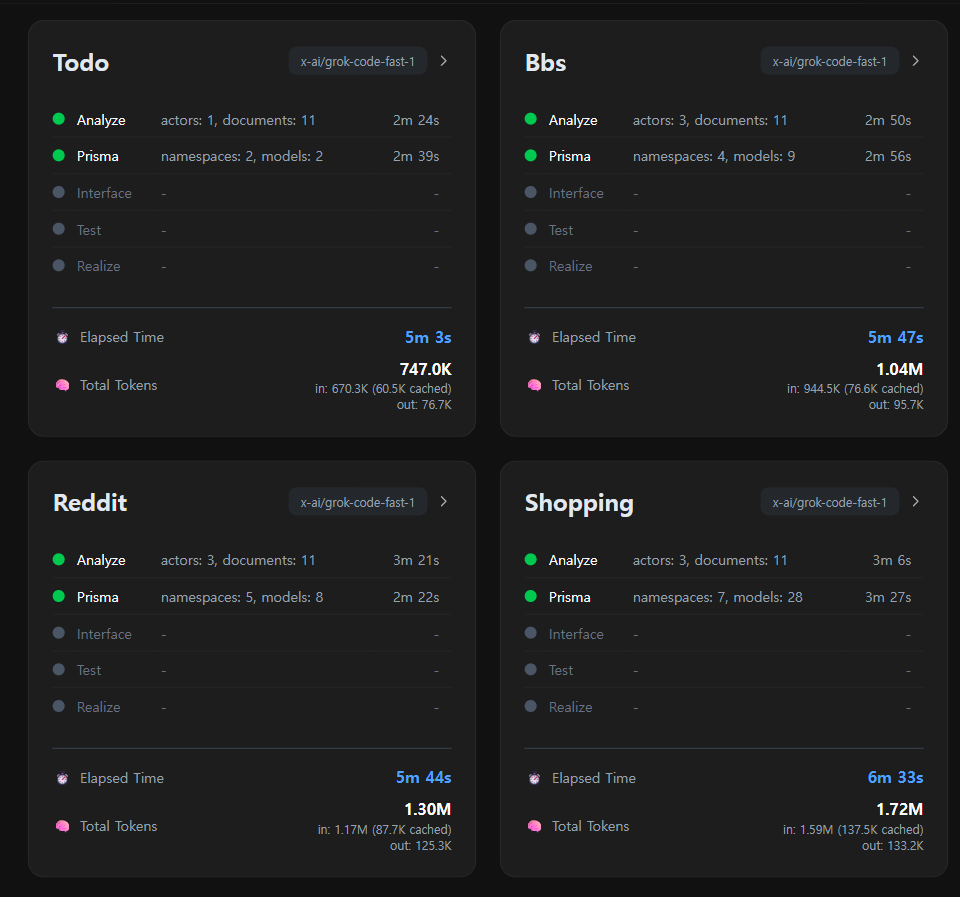 Todo x-ai/grok-code-fast-1
Analyze actors: 1, documents: 11 2m 24s
Prisma namespaces: 2, models: 2 2m 39s
Interface - -
Test - -
Realize - -
Elapsed Time 5m 3s
Total Tokens 747.0K
in: 670.3K (60.5K cached)
out: 76.7K
Bbs x-ai/grok-code-fast-1
Analyze actors: 3, documents: 11 2m 50s
Prisma namespaces: 4, models: 9 2m 56s
Interface - -
Test - -
Realize - -
Elapsed Time 5m 47s
Total Tokens 1.04M
in: 944.5K (76.6K cached)
out: 95.7K
Reddit x-ai/grok-code-fast-1
Analyze actors: 3, documents: 11 3m 21s
Prisma namespaces: 5, models: 8 2m 22s
Interface - -
Test - -
Realize - -
Elapsed Time 5m 44s
Total Tokens 1.30M
in: 1.17M (87.7K cached)
out: 125.3K
Shopping x-ai/grok-code-fast-1
Analyze actors: 3, documents: 11 3m 6s
Prisma namespaces: 7, models: 28 3m 27s
Interface - -
Test - -
Realize - -
Elapsed Time 6m 33s
Total Tokens 1.72M
in: 1.59M (137.5K cached)
out: 133.2K